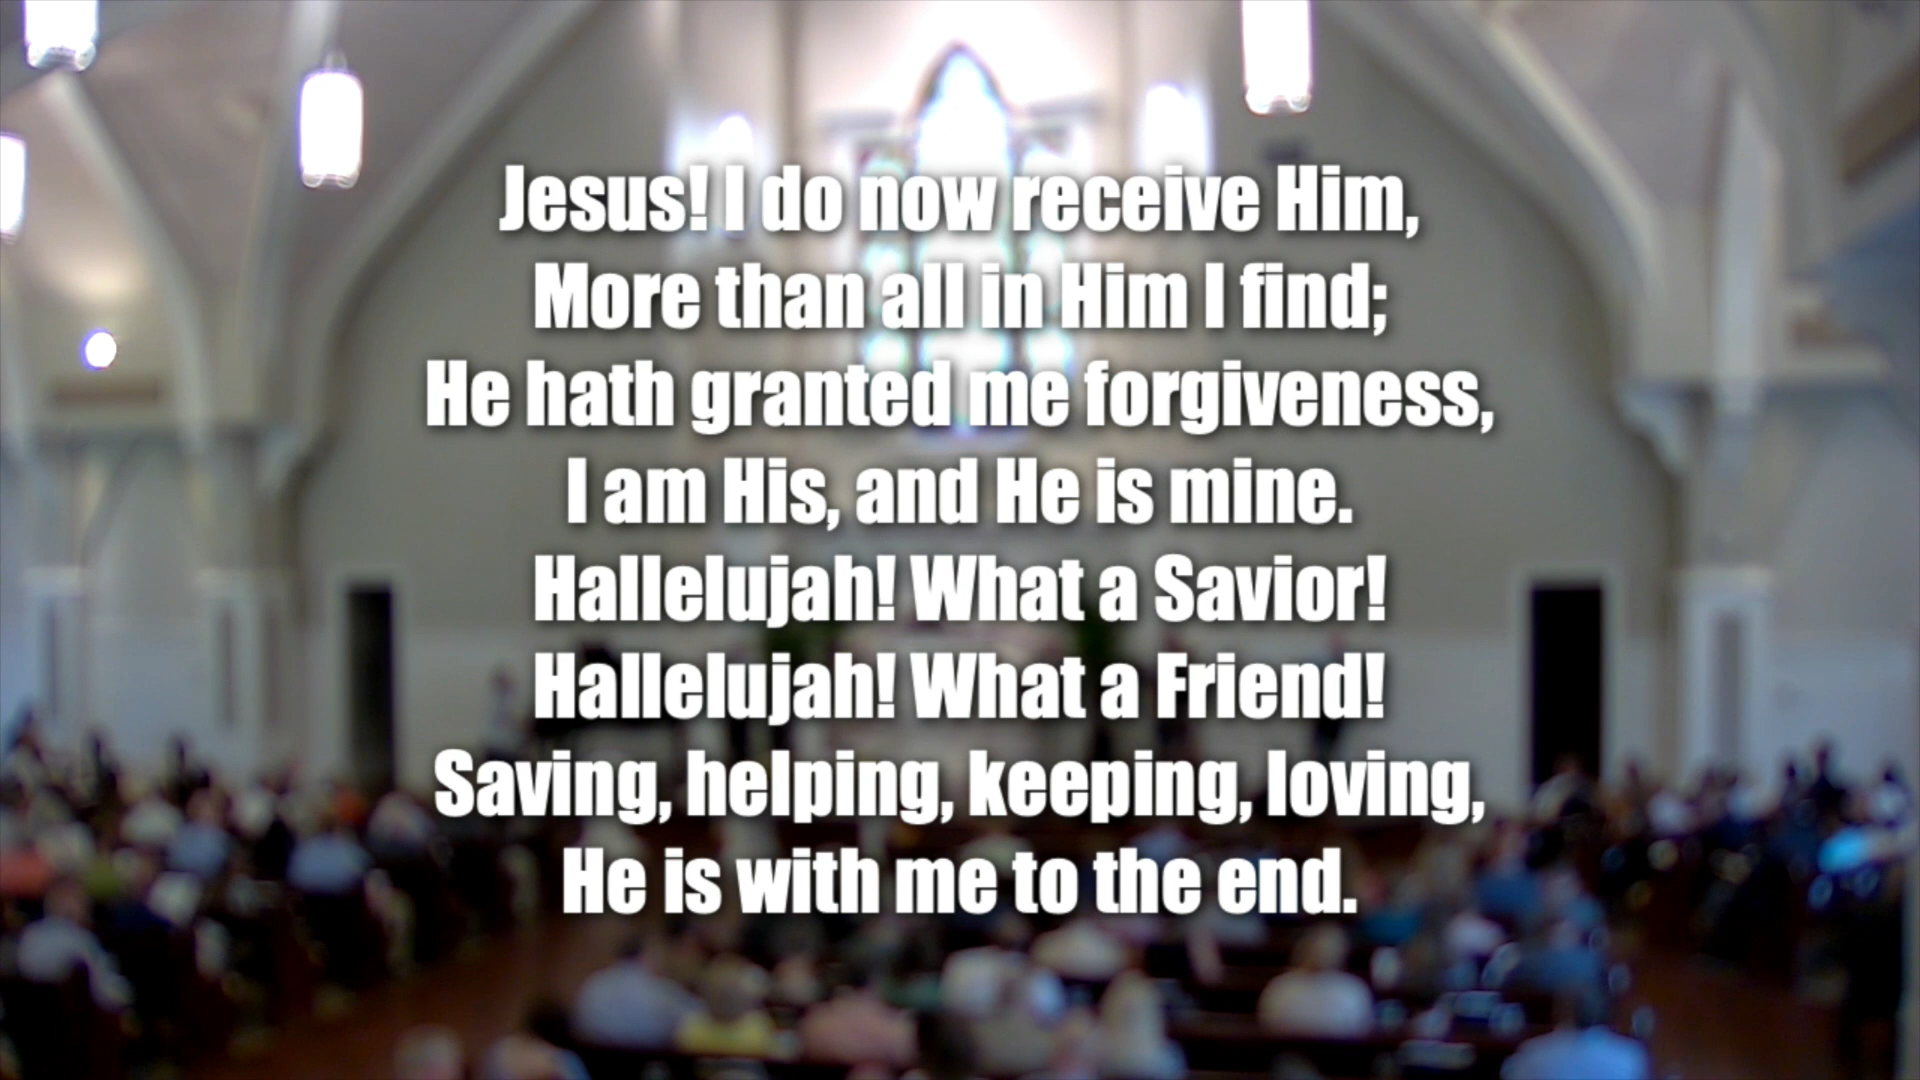 Jesus! I do now receive Him,
More than all in Him I find;
He hath granted me forgiveness,
I am His, and He is mine.
Hallelujah! What a Savior!
Hallelujah! What a Friend!
Saving, helping, keeping, loving,
He is with me to the end.